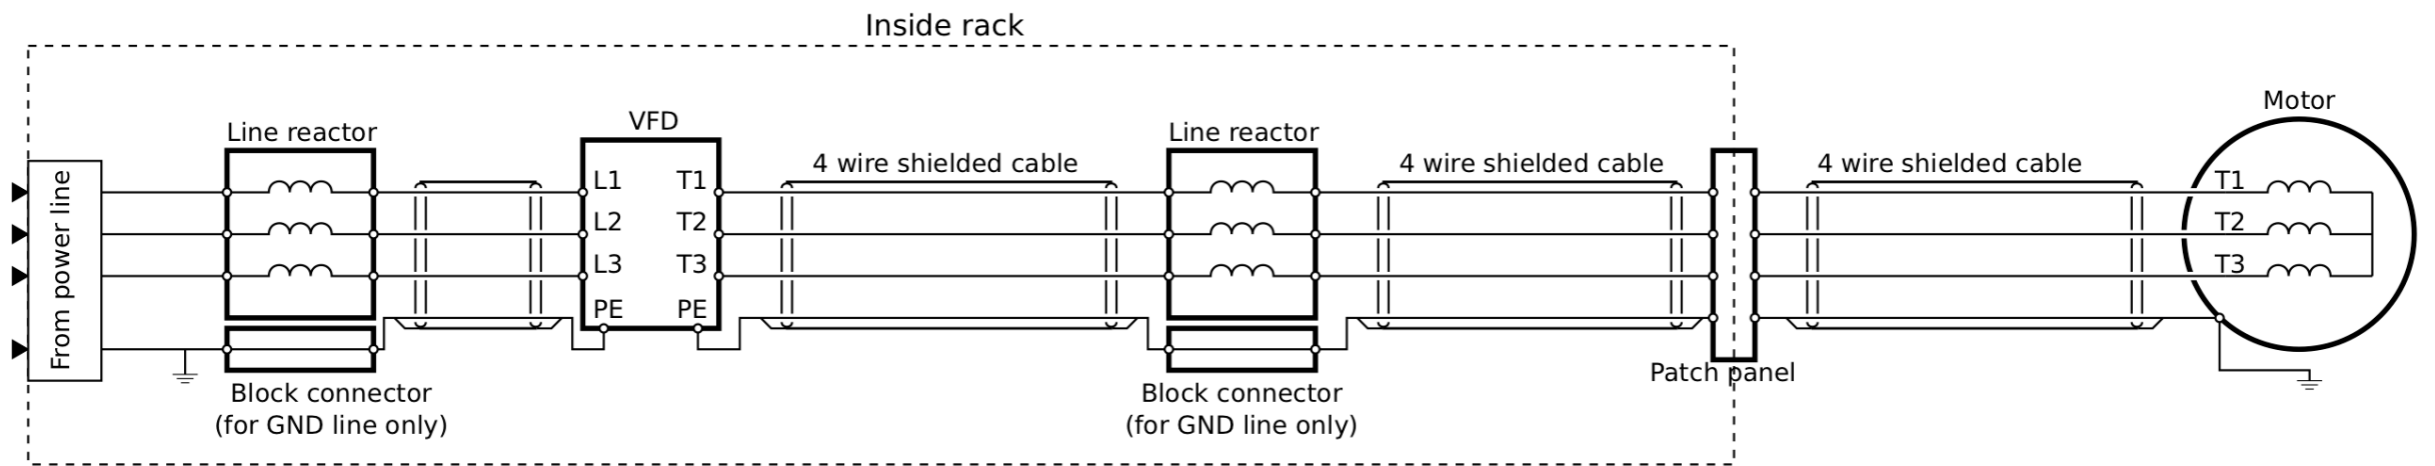 Inside rack
From power line
Line reactor
Block connector
(for GND line only)
VFD
L1
L2
L3
PE
T1
T2
T3
PE
4 wire shielded cable
Line reactor
Block connector
(for GND line only)
4 wire shielded cable
Patch panel
4 wire shielded cable
Motor
T1
T2
T3